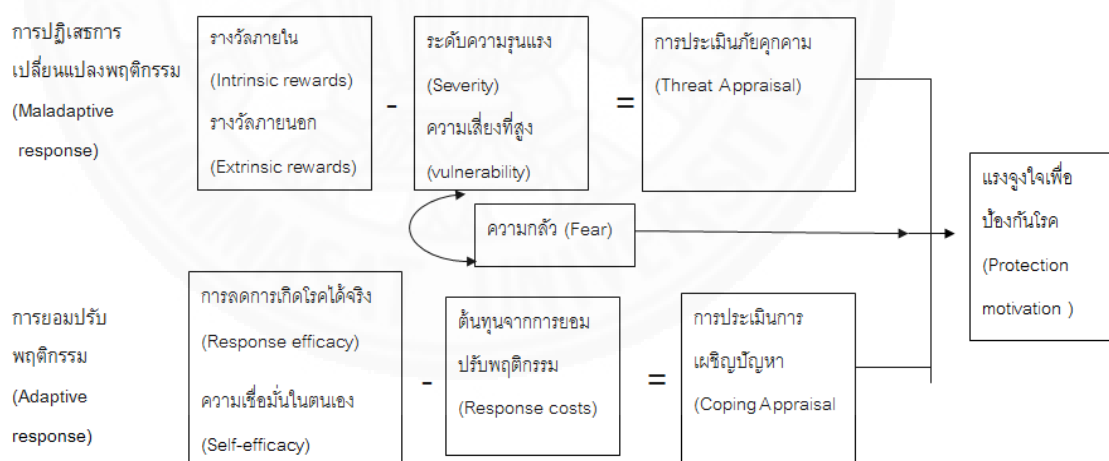 การปฏิเสธการ
เปลี่ยนแปลงพฤติกรรม
(Maladaptive
response)
รางวัลภายใน
(Intrinsic rewards)
รางวัลภายนอก
(Extrinsic rewards)
-
ระดับความรุนแรง
(Severity)
ความเสี่ยงที่สูง
(vulnerability)
=
การประเมินภัยคุกคาม
(Threat Appraisal)
ความกลัว (Fear)
แรงจูงใจเพื่อ
ป้องกันโรค
(Protection
motivation )
การยอมปรับ
พฤติกรรม
(Adaptive
response)
การลดการเกิดโรคได้จริง
(Response efficacy)
ความเชื่อมั่นในตนเอง
(Self-efficacy)
-
ต้นทุนจากการยอม
ปรับพฤติกรรม
(Response costs)
=
การประเมินการ
เผชิญปัญหา
(Coping Appraisal